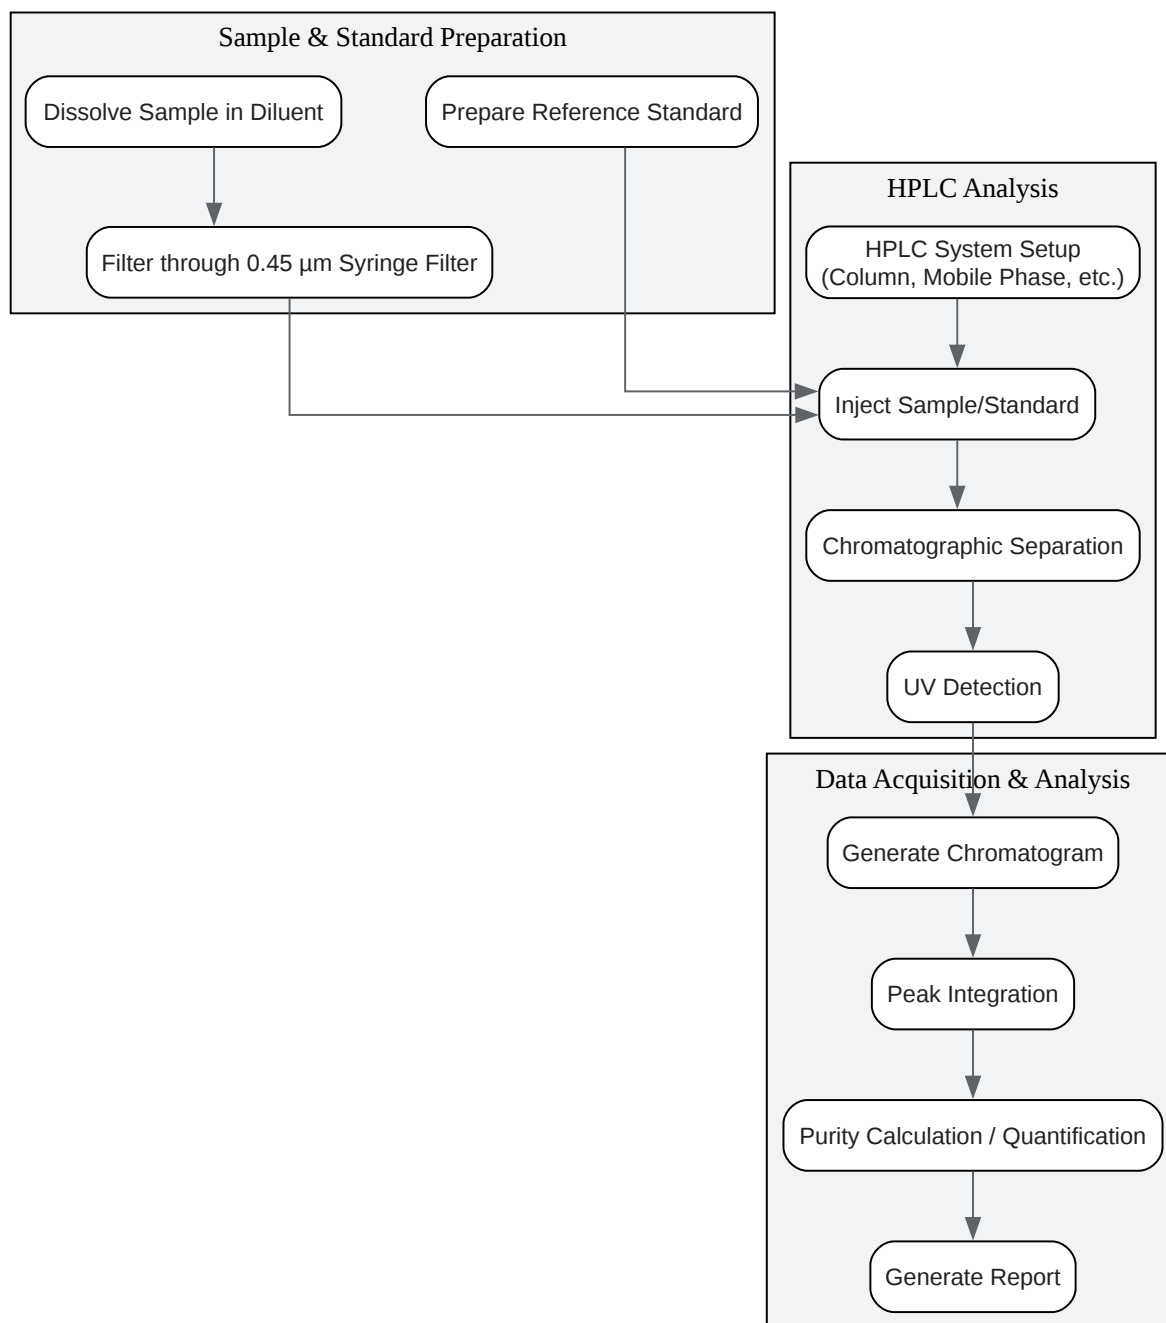 Sample & Standard Preparation
Dissolve Sample in Diluent
Prepare Reference Standard
Filter through 0.45 µm Syringe Filter
HPLC Analysis
HPLC System Setup
(Column, Mobile Phase, etc.)
Inject Sample/Standard
Chromatographic Separation
UV Detection
Data Acquisition & Analysis
Generate Chromatogram
Peak Integration
Purity Calculation / Quantification
Generate Report